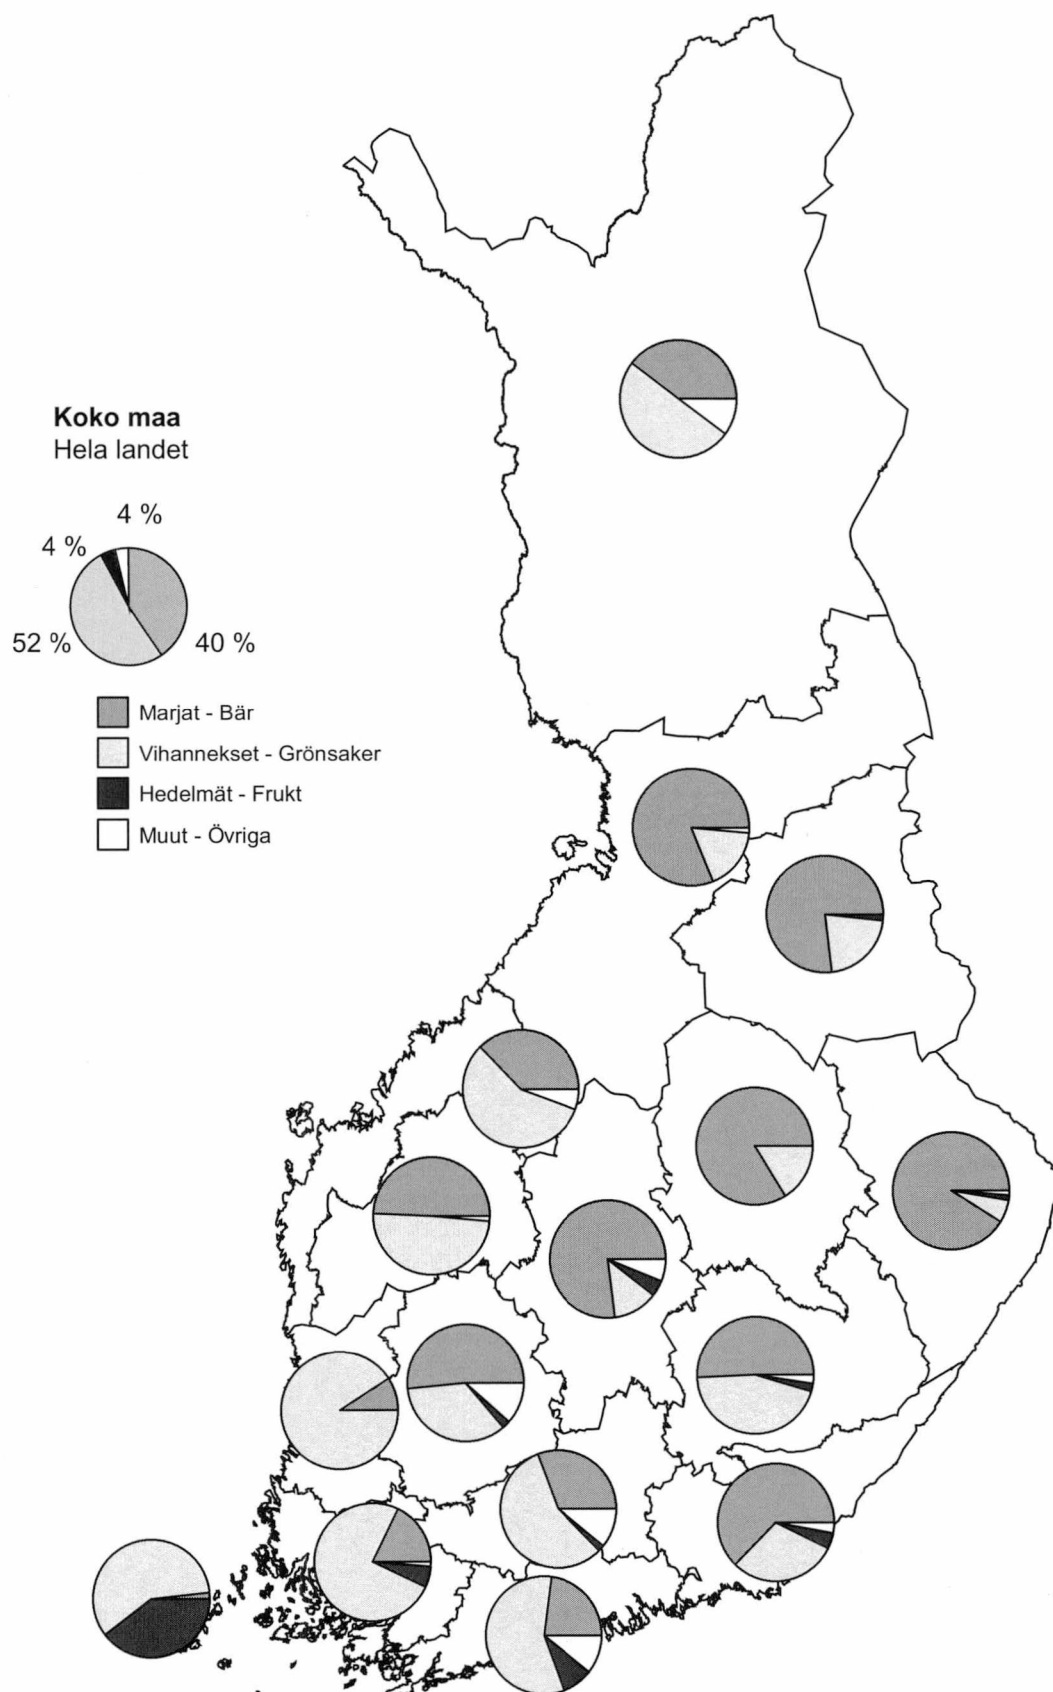 Koko maa
Hela landet
4 %
4 %
52 %
40 %
Marjat - Bär
Vihannekset - Grönsaker
Hedelmät - Frukt
Muut - Övriga